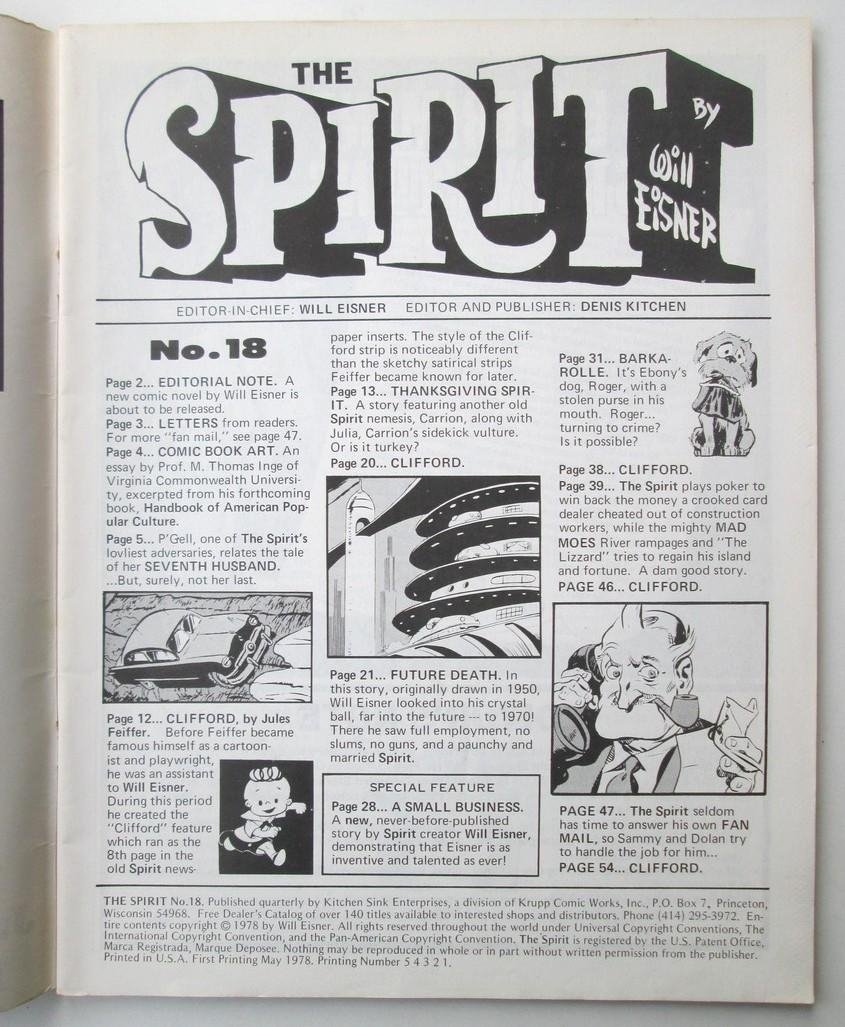 THE
SPIRIT
BY
Will
EISNER
EDITOR-IN-CHIEF: WILL EISNER EDITOR AND PUBLISHER: DENIS KITCHEN
No.18
Page 2... EDITORIAL NOTE. A
new comic novel by Will Eisner is
about to be released.
Page 3... LETTERS from readers.
For more "fan mail," see page 47.
Page 4... COMIC BOOK ART. An
essay by Prof. M. Thomas Inge of
Virginia Commonwealth Universi-
ty, excerpted from his forthcoming
book, Handbook of American Pop-
ular Culture.
Page 5... P'Gell, one of The Spirit's
lovliest adversaries, relates the tale
of her SEVENTH HUSBAND.
...But, surely, not her last.
Page 12... CLIFFORD, by Jules
Feiffer. Before Feiffer became
famous himself as a cartoon-
ist and playwright,
he was an assistant
to Will Eisner.
During this period
he created the
"Clifford" feature
which ran as the
8th page in the
old Spirit news-
paper inserts. The style of the Clif-
ford strip is noticeably different
than the sketchy satirical strips
Feiffer became known for later.
Page 13... THANKSGIVING SPIR-
IT. A story featuring another old
Spirit nemesis, Carrion, along with
Julia, Carrion's sidekick vulture.
Or is it turkey?
Page 20... CLIFFORD.
Page 21... FUTURE DEATH. In
this story, originally drawn in 1950,
Will Eisner looked into his crystal
ball, far into the future --- to 1970!
There he saw full employment, no
slums, no guns, and a paunchy and
married Spirit.
SPECIAL FEATURE
Page 28... A SMALL BUSINESS.
A new, never-before-published
story by Spirit creator Will Eisner,
demonstrating that Eisner is as
inventive and talented as ever!
Page 31... BARKA-
ROLLE. It's Ebony's
dog, Roger, with a
stolen purse in his
mouth. Roger...
turning to crime?
Is it possible?
Page 38... CLIFFORD.
Page 39... The Spirit plays poker to
win back the money a crooked card
dealer cheated out of construction
workers, while the mighty MAD
MOES River rampages and "The
Lizzard" tries to regain his island
and fortune. A dam good story.
PAGE 46... CLIFFORD.
PAGE 47... The Spirit seldom
has time to answer his own FAN
MAIL, so Sammy and Dolan try
to handle the job for him...
PAGE 54... CLIFFORD.
THE SPIRIT No.18. Published quarterly by Kitchen Sink Enterprises, a division of Krupp Comic Works, Inc., P.O. Box 7, Princeton,
Wisconsin 54968. Free Dealer's Catalog of over 140 titles available to interested shops and distributors. Phone (414) 295-3972. En-
tire contents copyright © 1978 by Will Eisner. All rights reserved throughout the world under Universal Copyright Conventions, The
International Copyright Convention, and the Pan-American Copyright Convention. The Spirit is registered by the U.S. Patent Office,
Marca Registrada, Marque Deposee. Nothing may be reproduced in whole or in part without written permission from the publisher.
Printed in U.S.A. First Printing May 1978. Printing Number 5 4 3 2 1.